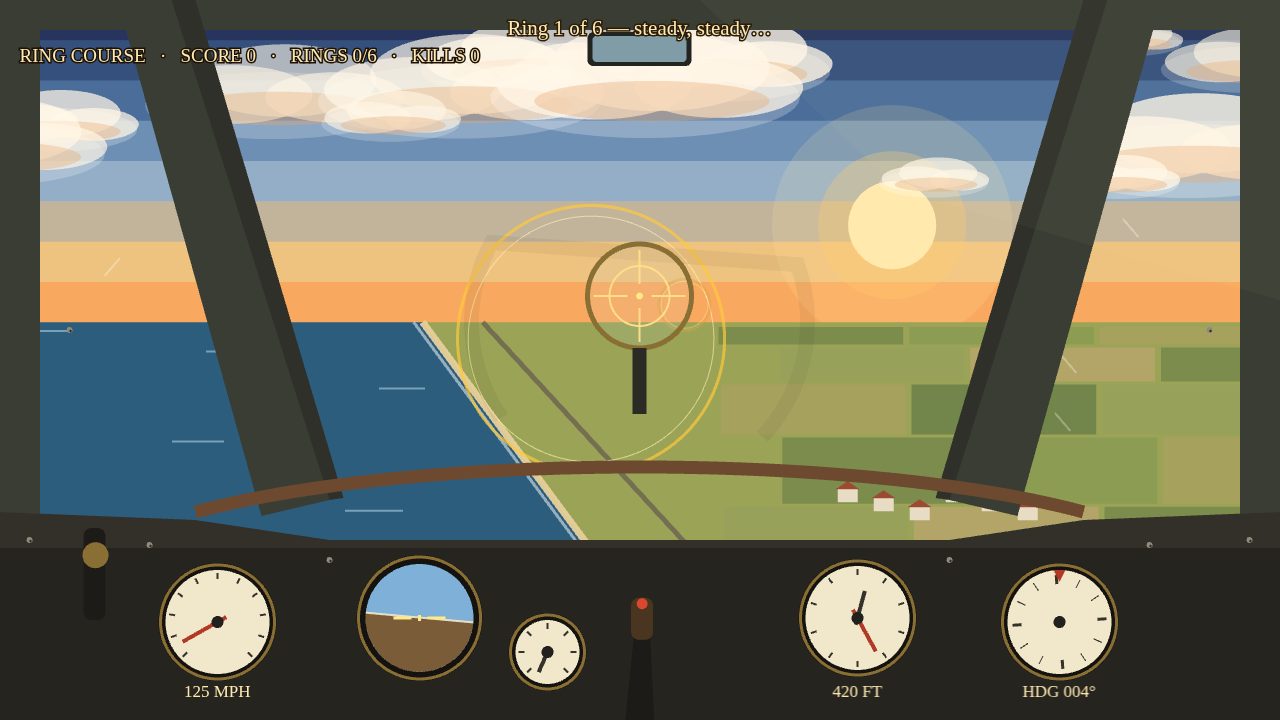 Ring 1 of 6 — steady, steady…
RING COURSE · SCORE 0 · RINGS 0/6 · KILLS 0
125 MPH
420 FT
HDG 004°